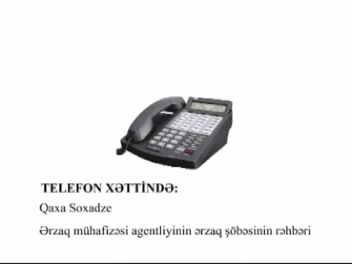 TELEFON XƏTTİNDƏ:
Qaxa Soxadze
Ərzaq mühafizəsi agentliyinin ərzaq şöbəsinin rəhbəri